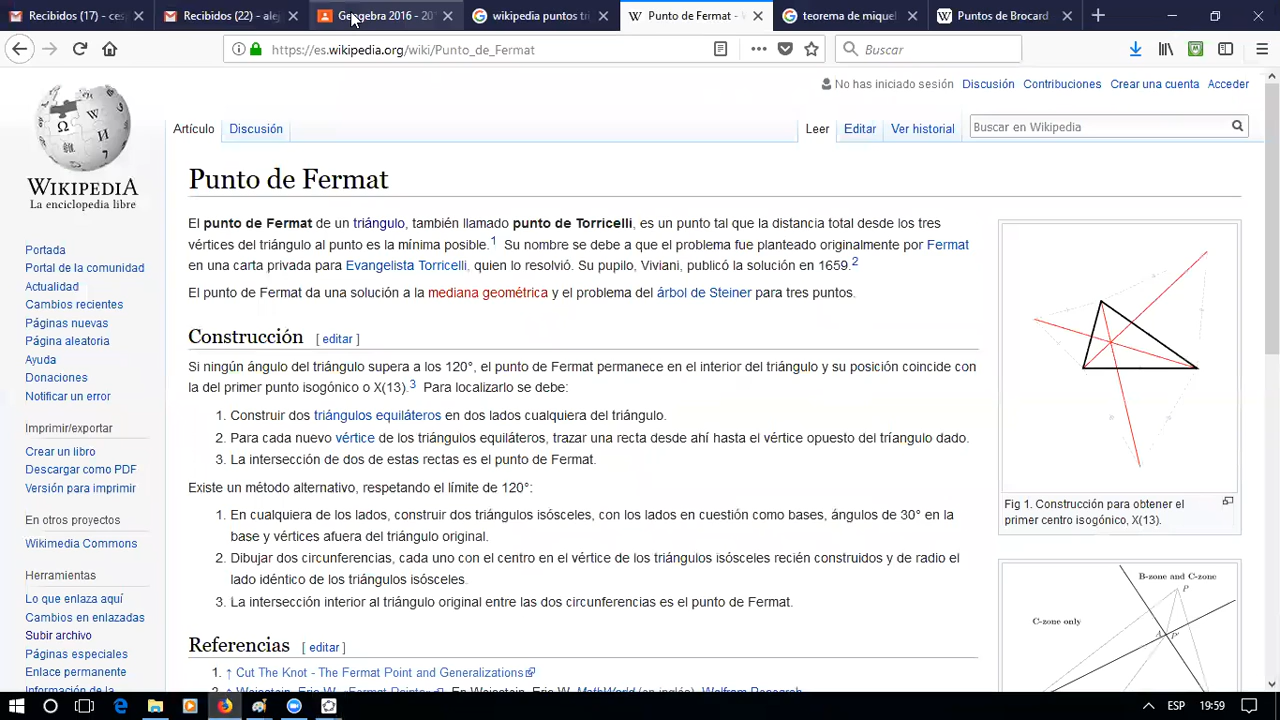 Recibidos (17) - ces
Recibidos (22) - ale
Geogebra 2016 - 20
wikipedia puntos tri
Punto de Fermat -
teorema de miquel
Puntos de Brocard
https://es.wikipedia.org/wiki/Punto_de_Fermat
Buscar
No has iniciado sesión Discusión Contribuciones Crear una cuenta Acceder
Artículo Discusión Leer Editar Ver historial Buscar en Wikipedia
WIKIPEDIA
La enciclopedia libre
Portada
Portal de la comunidad
Actualidad
Cambios recientes
Páginas nuevas
Página aleatoria
Ayuda
Donaciones
Notificar un error
Imprimir/exportar
Crear un libro
Descargar como PDF
Versión para imprimir
En otros proyectos
Wikimedia Commons
Herramientas
Lo que enlaza aquí
Cambios en enlazadas
Subir archivo
Páginas especiales
Enlace permanente
Información de la
Punto de Fermat
El punto de Fermat de un triángulo, también llamado punto de Torricelli, es un punto tal que la distancia total desde los tres
vértices del triángulo al punto es la mínima posible.1 Su nombre se debe a que el problema fue planteado originalmente por Fermat
en una carta privada para Evangelista Torricelli, quien lo resolvió. Su pupilo, Viviani, publicó la solución en 1659.2
El punto de Fermat da una solución a la mediana geométrica y el problema del árbol de Steiner para tres puntos.
Construcción [ editar ]
Si ningún ángulo del triángulo supera a los 120°, el punto de Fermat permanece en el interior del triángulo y su posición coincide con
la del primer punto isogónico o X(13).3 Para localizarlo se debe:
1. Construir dos triángulos equiláteros en dos lados cualquiera del triángulo.
2. Para cada nuevo vértice de los triángulos equiláteros, trazar una recta desde ahí hasta el vértice opuesto del tríangulo dado.
3. La intersección de dos de estas rectas es el punto de Fermat.
Existe un método alternativo, respetando el límite de 120°:
1. En cualquiera de los lados, construir dos triángulos isósceles, con los lados en cuestión como bases, ángulos de 30° en la
base y vértices afuera del triángulo original.
2. Dibujar dos circunferencias, cada uno con el centro en el vértice de los triángulos isósceles recién construidos y de radio el
lado idéntico de los triángulos isósceles.
3. La intersección interior al triángulo original entre las dos circunferencias es el punto de Fermat.
Referencias [ editar ]
1. ↑ Cut The Knot - The Fermat Point and Generalizations
2. ↑ Weisstein, Eric W. «Fermat Points». En Weisstein, Eric W. MathWorld (en inglés). Wolfram Research.
Fig 1. Construcción para obtener el
primer centro isogónico, X(13).
B-zone and C-zone
P
C-zone only
A
P'
ESP 19:59